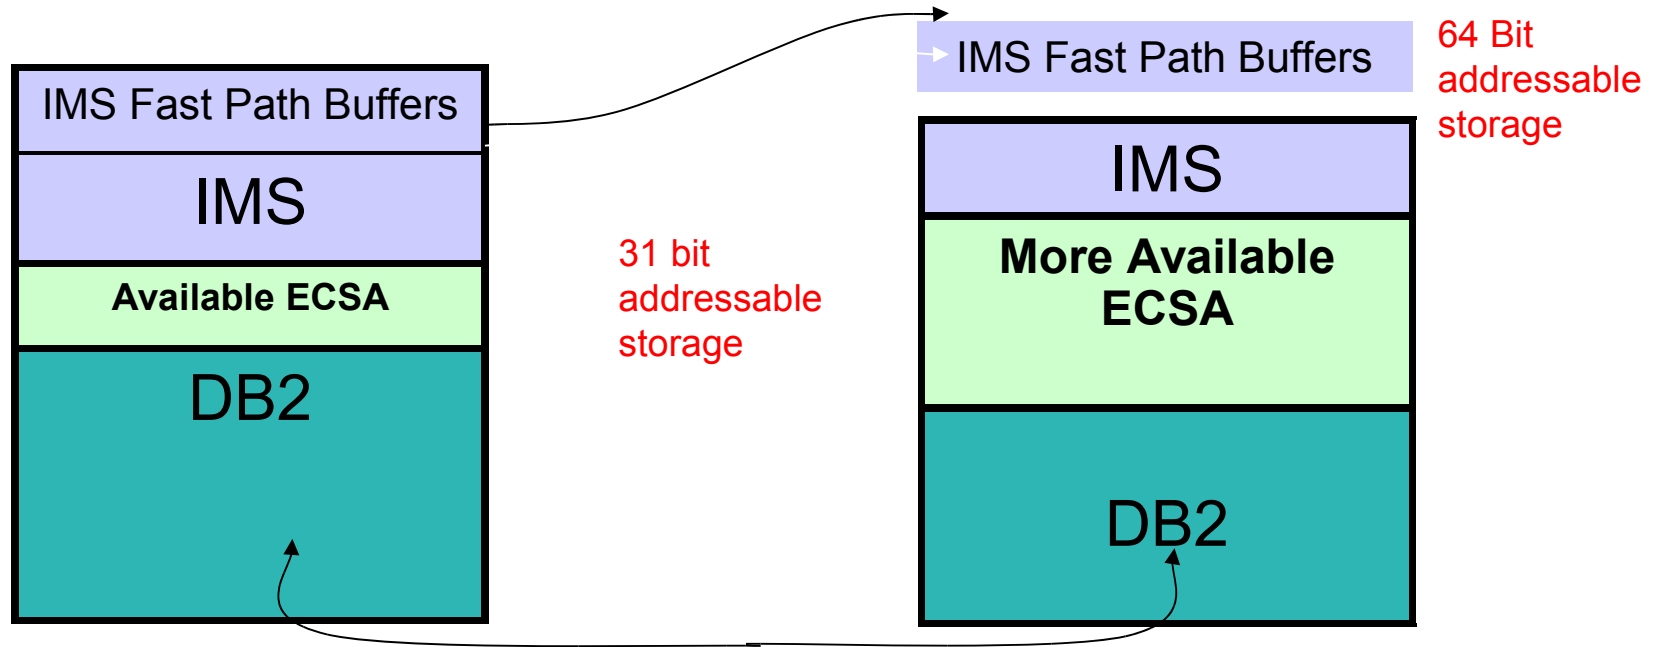 IMS Fast Path Buffers
IMS
Available ECSA
DB2
31 bit
addressable
storage
IMS Fast Path Buffers
64 Bit
addressable
storage
IMS
More Available
ECSA
DB2